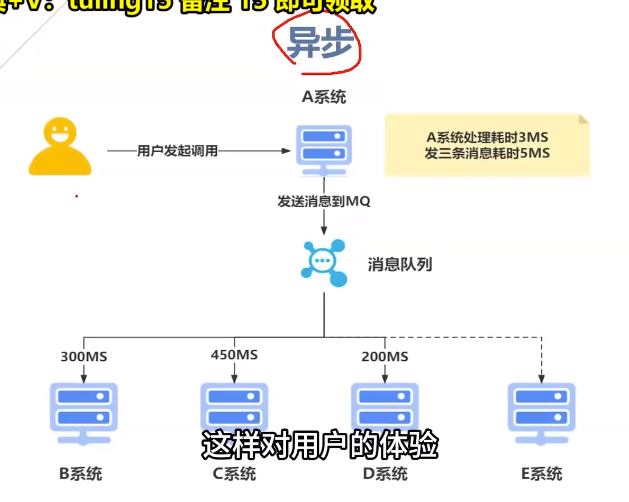 +V：tuling15 备注 15 即可领取
异步
A系统
用户发起调用
A系统处理耗时3MS
发三条消息耗时5MS
发送消息到MQ
消息队列
300MS
450MS
200MS
这样对用户的体验
B系统
C系统
D系统
E系统